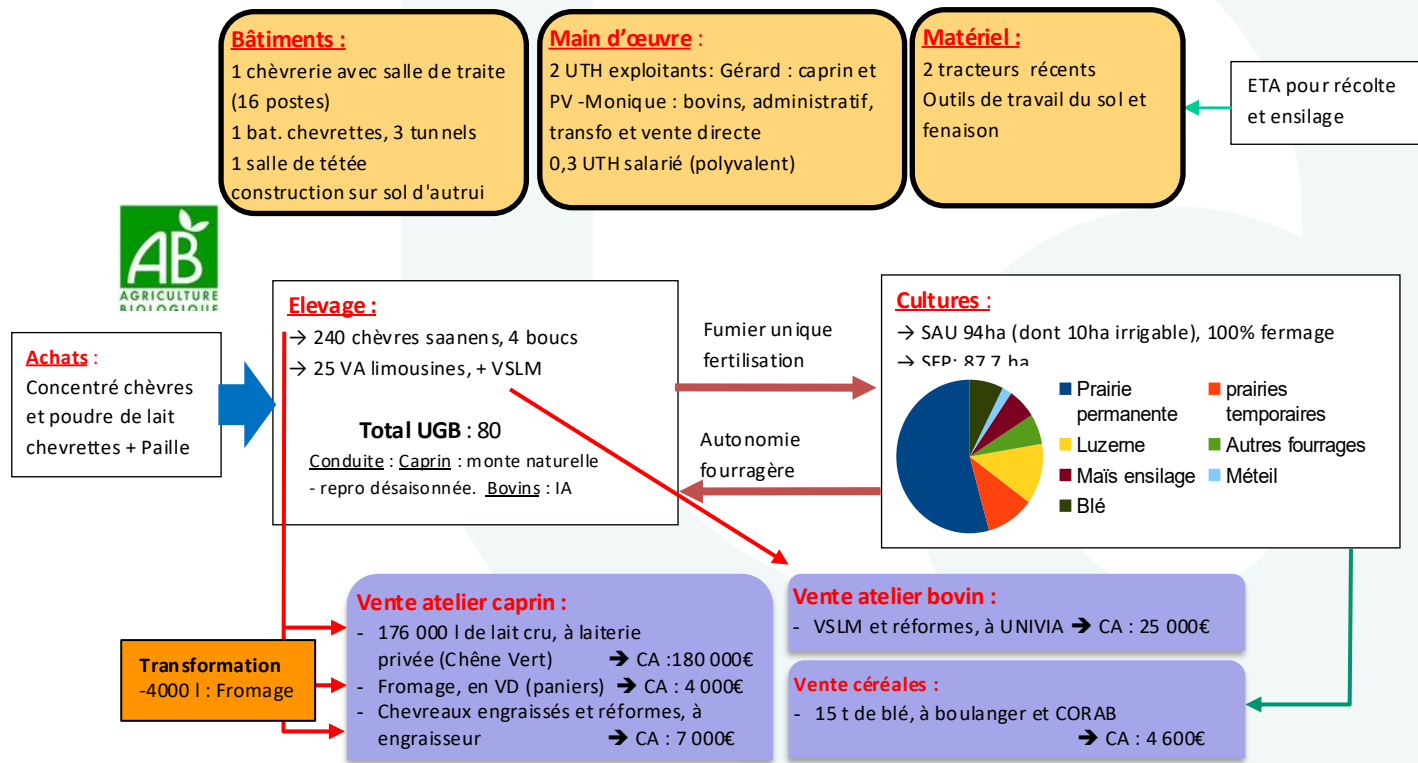 Bâtiments :
1 chèvrerie avec salle de traite
(16 postes)
1 bat. chevrettes, 3 tunnels
1 salle de tétée
construction sur sol d'autrui
Main d'œuvre :
2 UTH exploitants: Gérard : caprin et
PV -Monique : bovins, administratif,
transfo et vente directe
0,3 UTH salarié (polyvalent)
Matériel :
2 tracteurs récents
Outils de travail du sol et
fenaison
ETA pour récolte
et ensilage
AB
AGRICULTURE
BIOLOGIQUE
Achats :
Concentré chèvres
et poudre de lait
chevrettes + Paille
Elevage :
→ 240 chèvres saanens, 4 boucs
→ 25 VA limousines, + VSLM
Total UGB : 80
Conduite : Caprin : monte naturelle
- repro désaisonnée. Bovins : IA
Fumier unique
fertilisation
Autonomie
fourragère
Cultures :
→ SAU 94ha (dont 10ha irrigable), 100% fermage
→ SFP: 87,7 ha
Prairie
permanente
prairies
temporaires
Luzerne
Autres fourrages
Maïs ensilage
Méteil
Blé
Transformation
-4000 l : Fromage
Vente atelier caprin :
- 176 000 l de lait cru, à laiterie
privée (Chêne Vert) ➔ CA :180 000€
- Fromage, en VD (paniers) ➔ CA : 4 000€
- Chevreaux engraissés et réformes, à
engraisseur ➔ CA : 7 000€
Vente atelier bovin :
- VSLM et réformes, à UNIVIA ➔ CA : 25 000€
Vente céréales :
- 15 t de blé, à boulanger et CORAB
➔ CA : 4 600€